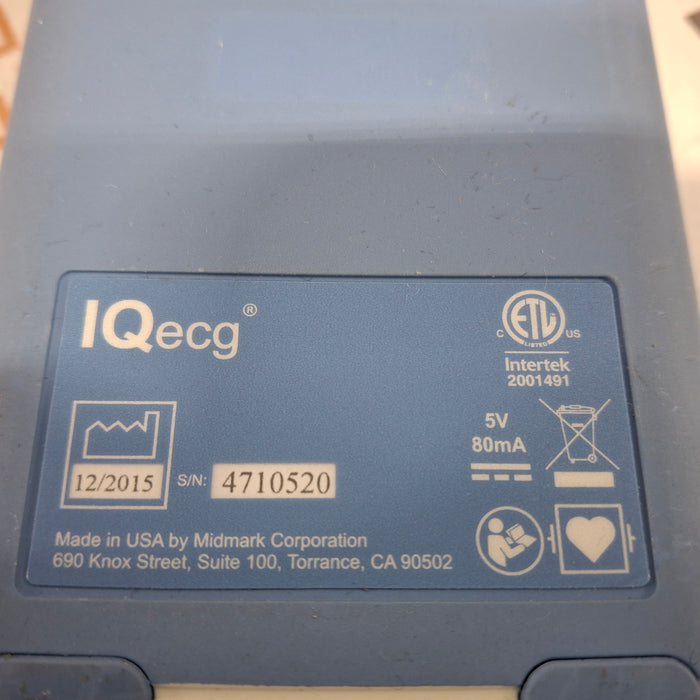 IQecg®
C ETL US
LISTED
Intertek
2001491
5V
80mA
12/2015 S/N: 4710520
Made in USA by Midmark Corporation
690 Knox Street, Suite 100, Torrance, CA 90502